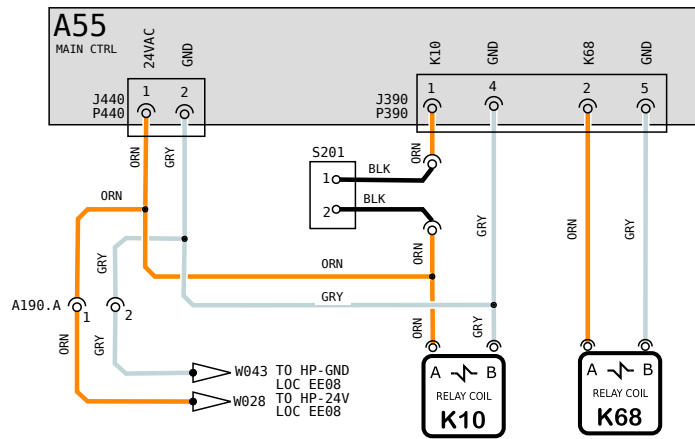 A55
MAIN CTRL
24VAC
GND
K10
GND
K68
GND
J440
P440
1
2
J390
P390
1
4
2
5
ORN
GRY
ORN
S201
1
2
BLK
BLK
ORN
GRY
ORN
GRY
ORN
GRY
ORN
GRY
A190.A
1
2
ORN
GRY
ORN
GRY
W043 TO HP-GND
LOC EE08
W028 TO HP-24V
LOC EE08
A B
RELAY COIL
K10
A B
RELAY COIL
K68